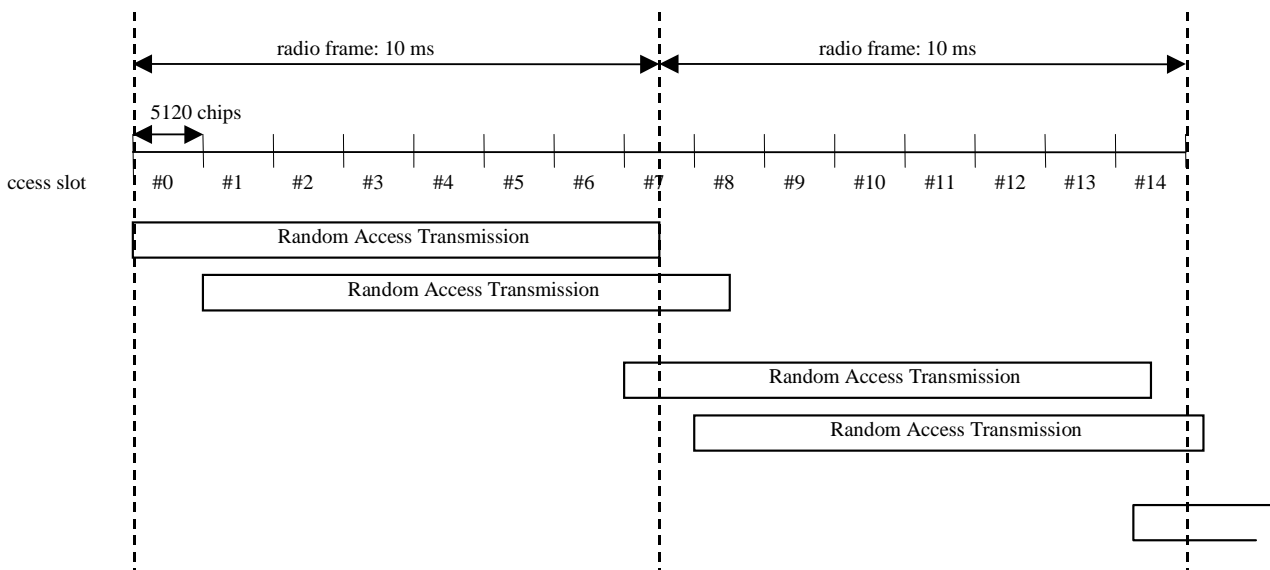 radio frame: 10 ms radio frame: 10 ms
5120 chips
ccess slot #0 #1 #2 #3 #4 #5 #6 #7 #8 #9 #10 #11 #12 #13 #14
Random Access Transmission
Random Access Transmission
Random Access Transmission
Random Access Transmission